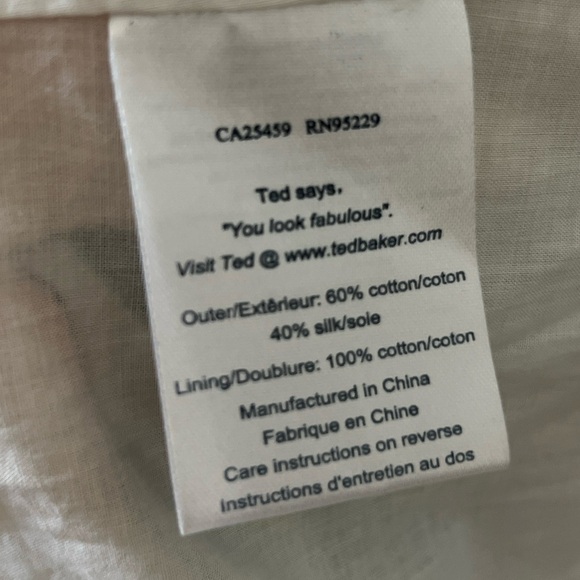 CA25459 RN95229
Ted says,
"You look fabulous".
Visit Ted @ www.tedbaker.com
Outer/Extêrieur: 60% cotton/coton
40% silk/soie
Lining/Doublure: 100% cotton/coton
Manufactured in China
Fabrique en Chine
Care instructions on reverse
Instructions d'entretien au dos